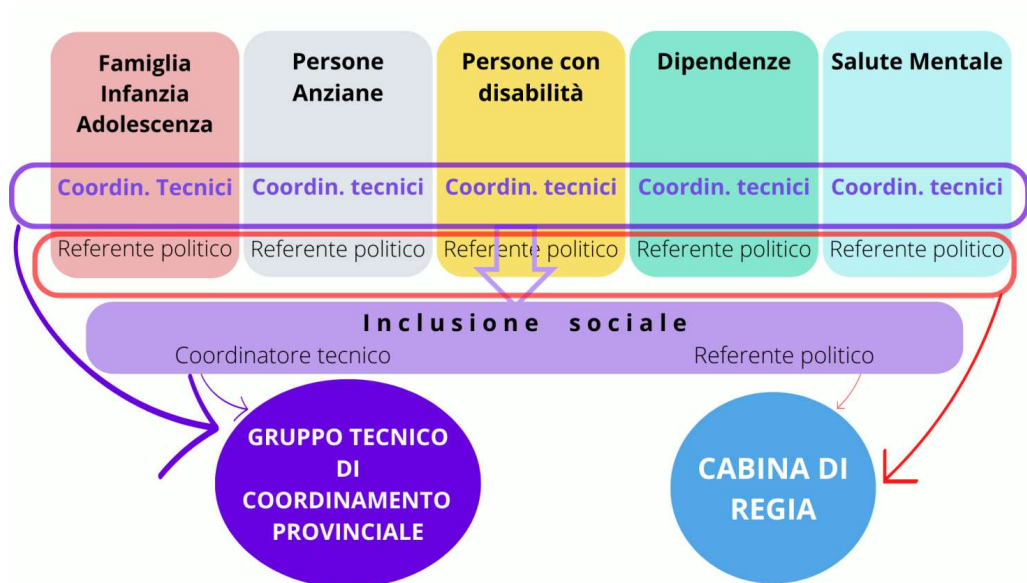 Famiglia
Infanzia
Adolescenza
Persone
Anziane
Persone con
disabilità
Dipendenze
Salute Mentale
Coordin. Tecnici
Coordin. tecnici
Coordin. tecnici
Coordin. tecnici
Coordin. tecnici
Referente politico
Referente politico
Referente politico
Referente politico
Referente politico
Inclusione sociale
Coordinatore tecnico
Referente politico
GRUPPO TECNICO
DI
COORDINAMENTO
PROVINCIALE
CABINA DI
REGIA